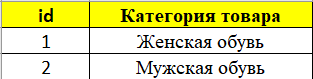 id Категория товара
1 Женская обувь
2 Мужская обувь